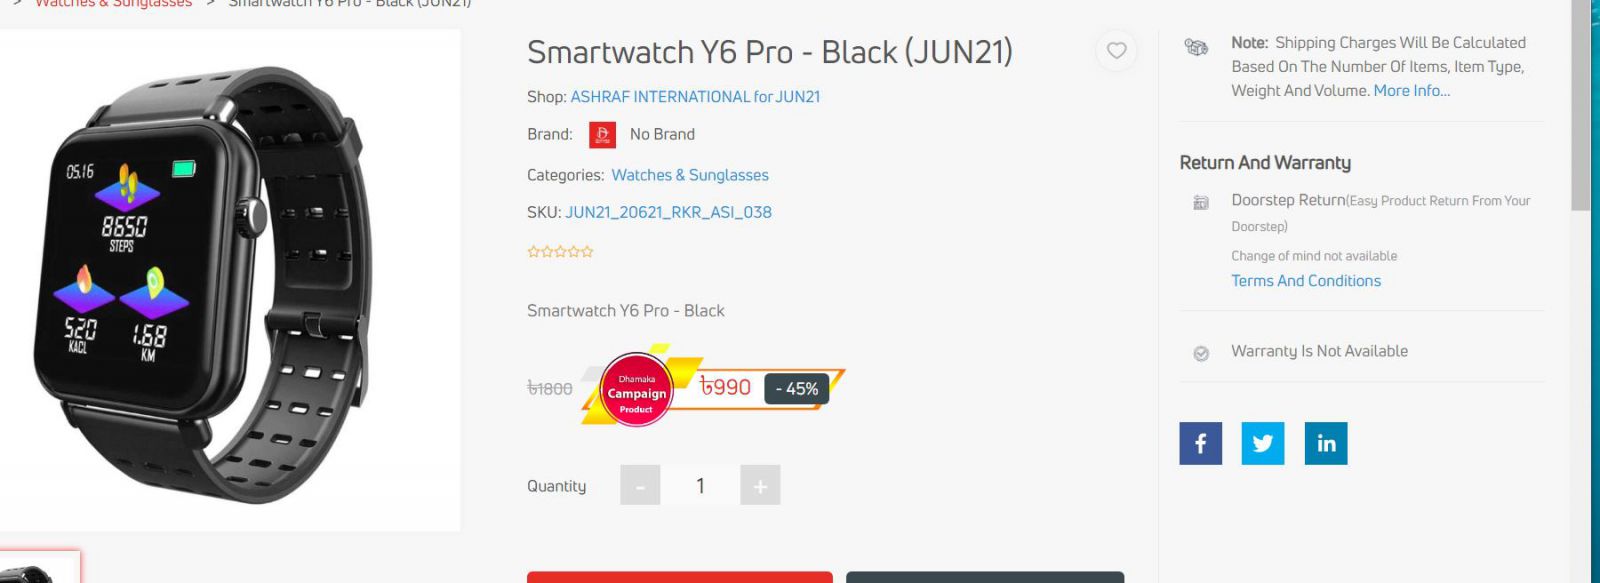 > Watches & Sunglasses > Smartwatch Y6 Pro - Black (JUN21)
05.16
8650
STEPS
520
KACL
1.68
KM
Smartwatch Y6 Pro - Black (JUN21)
Shop: ASHRAF INTERNATIONAL for JUN21
Brand: No Brand
Categories: Watches & Sunglasses
SKU: JUN21_20621_RKR_ASI_038
Smartwatch Y6 Pro - Black
৳1800
Dhamaka
Campaign
Product
৳990
- 45%
Quantity - 1 +
Note: Shipping Charges Will Be Calculated
Based On The Number Of Items, Item Type,
Weight And Volume. More Info...
Return And Warranty
Doorstep Return(Easy Product Return From Your
Doorstep)
Change of mind not available
Terms And Conditions
Warranty Is Not Available
f
in